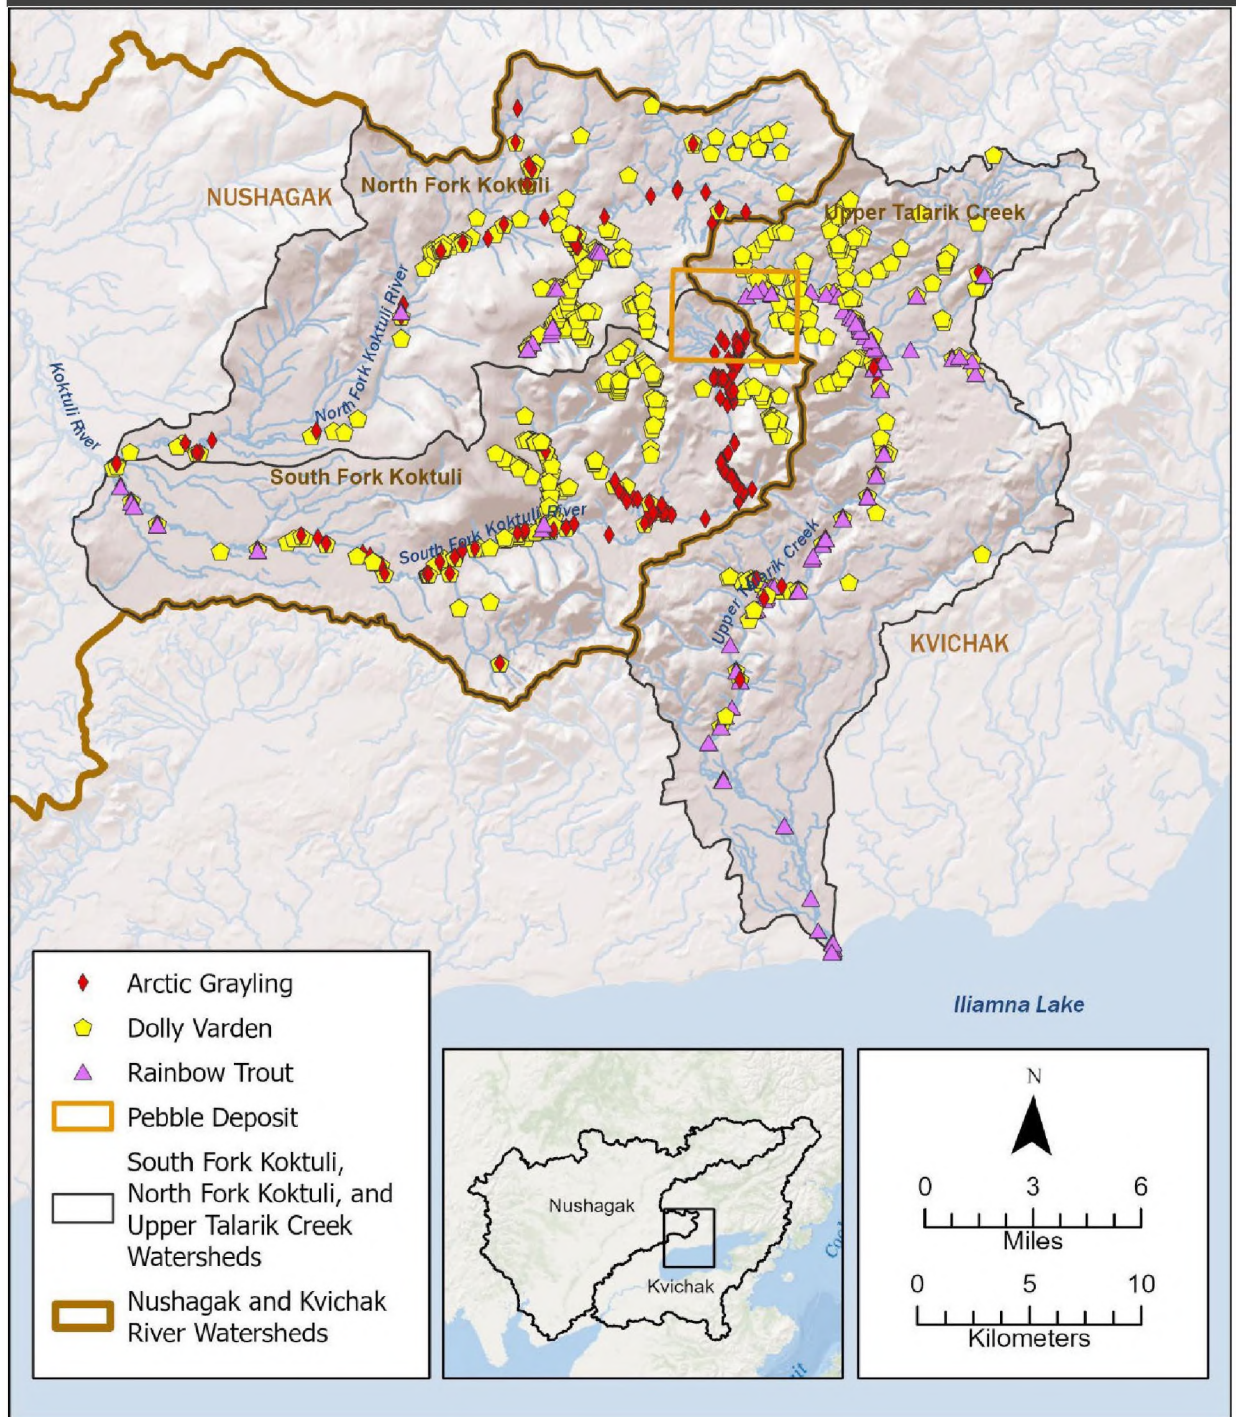 NUSHAGAK
North Fork Koktuli
Upper Talarik Creek
North Fork Koktuli River
Koktuli River
South Fork Koktuli
South Fork Koktuli River
Upper Talarik Creek
KVICHAK
Iliamna Lake
Arctic Grayling
Dolly Varden
Rainbow Trout
Pebble Deposit
South Fork Koktuli,
North Fork Koktuli, and
Upper Talarik Creek
Watersheds
Nushagak and Kvichak
River Watersheds
Nushagak
Kvichak
N
0 3 6
Miles
0 5 10
Kilometers